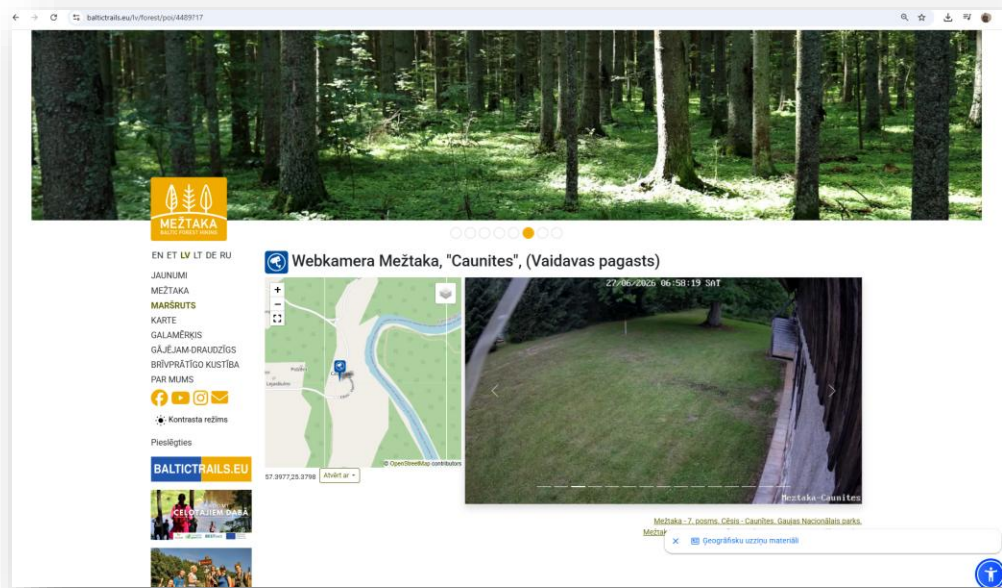 baltictrails.eu/lv/forest/poi/4489?17
MEŽTAKA
BALTIC FOREST HIKING
EN ET LV LT DE RU
JAUNUMI
MEŽTAKA
MARŠRUTS
KARTE
GALAMĒRĶIS
GĀJĒJAM-DRAUDZĪGS
BRĪVPRĀTĪGO KUSTĪBA
PAR MUMS
Kontrasta režīms
Pieslēgties
BALTICTRAILS.EU
CEĻOTĀJIEM DABĀ
Webkamera Mežtaka, "Caunites", (Vaidavas pagasts)
+
−
© OpenStreetMap contributors
57.3977,25.3798
Atvērt ar
27/06/2026 06:58:19 SAT
Meztaka-Caunites
Mežtaka - 7. posms. Cēsis - Caunītes. Gaujas Nacionālais parks.
Mežtak
× Ģeogrāfisku uzziņu materiāli